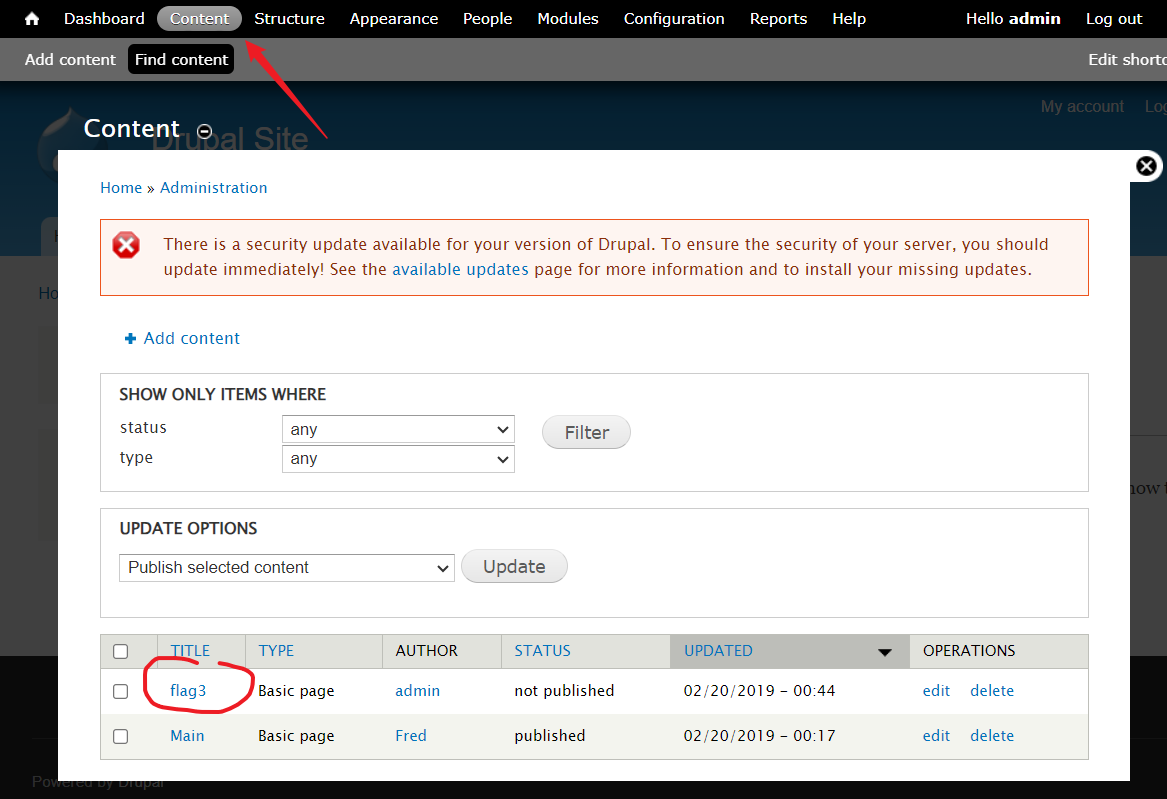 Dashboard Content Structure Appearance People Modules Configuration Reports Help Hello admin Log out
Add content Find content Edit shortc
My account Log
Content
Drupal Site
Home » Administration
There is a security update available for your version of Drupal. To ensure the security of your server, you should
update immediately! See the available updates page for more information and to install your missing updates.
Ho
Add content
SHOW ONLY ITEMS WHERE
status any Filter
type any
now t
UPDATE OPTIONS
Publish selected content Update
TITLE TYPE AUTHOR STATUS UPDATED OPERATIONS
flag3 Basic page admin not published 02/20/2019 - 00:44 edit delete
Main Basic page Fred published 02/20/2019 - 00:17 edit delete
Powered by Drupal